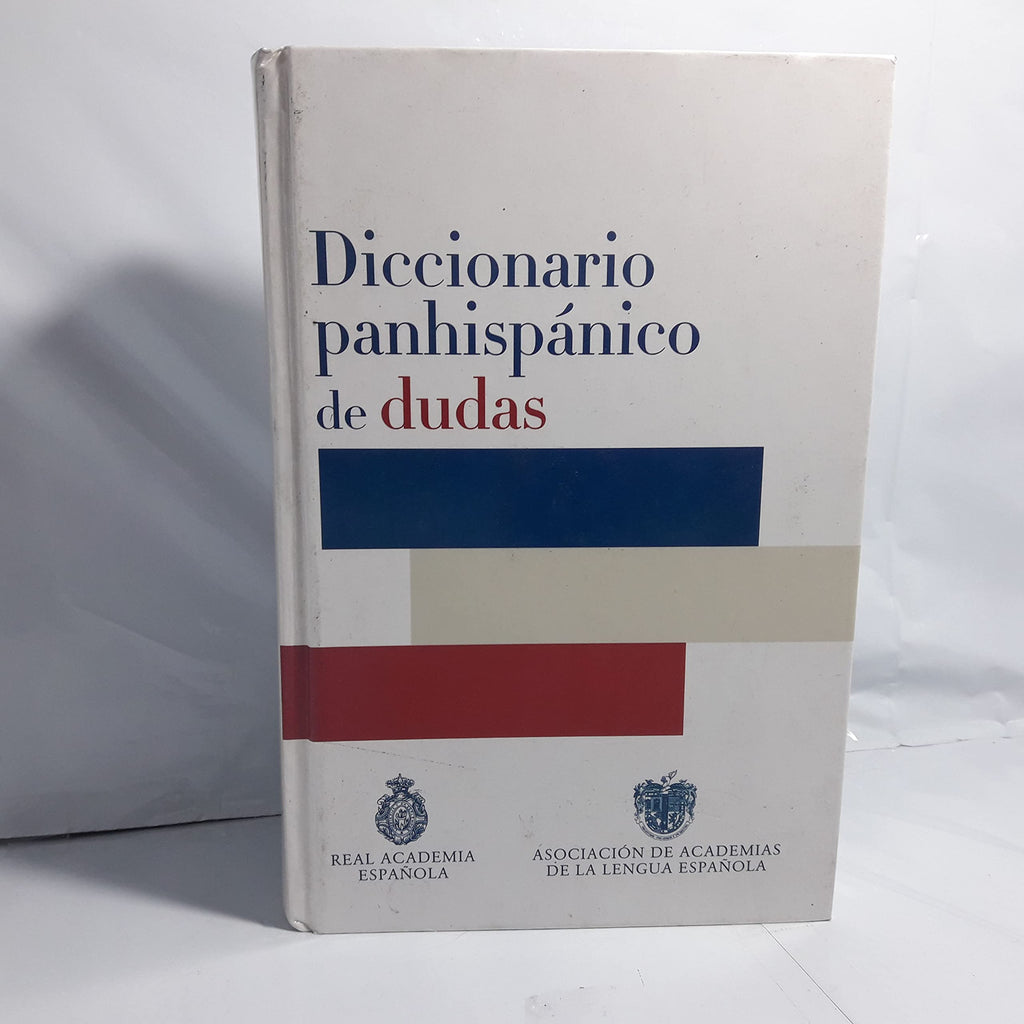 Diccionario
panhispánico
de dudas
REAL ACADEMIA
ESPAÑOLA
ASOCIACIÓN DE ACADEMIAS
DE LA LENGUA ESPAÑOLA